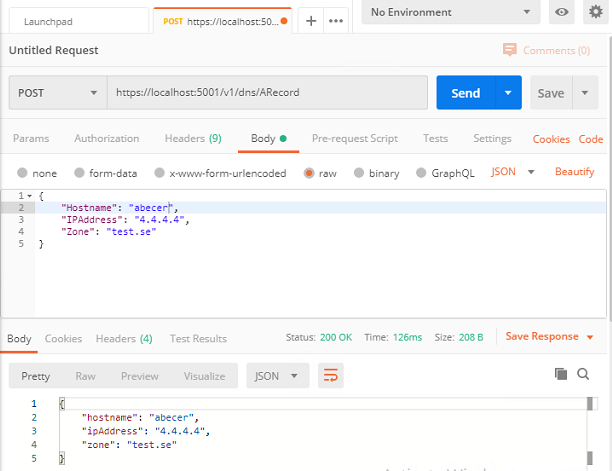 Launchpad
POST https://localhost:50...
No Environment
Untitled Request
Comments (0)
POST
https://localhost:5001/v1/dns/ARecord
Send
Save
Params
Authorization
Headers (9)
Body
Pre-request Script
Tests
Settings
Cookies
Code
none
form-data
x-www-form-urlencoded
raw
binary
GraphQL
JSON
Beautify
1 {
2 "Hostname": "abecer",
3 "IPAddress": "4.4.4.4",
4 "Zone": "test.se"
5 }
Body
Cookies
Headers (4)
Test Results
Status: 200 OK
Time: 126ms
Size: 208 B
Save Response
Pretty
Raw
Preview
Visualize
JSON
1 {
2 "hostname": "abecer",
3 "ipAddress": "4.4.4.4",
4 "zone": "test.se"
5 }